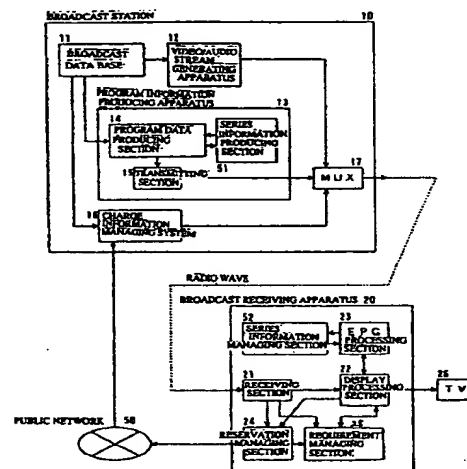 BROADCAST STATION
10
11
BROADCAST
DATA BASE
12
VIDEO/AUDIO
STREAM
GENERATING
APPARATUS
PROGRAM INFORMATION
PRODUCING APPARATUS
13
14
PROGRAM DATA
PRODUCING
SECTION
SERIES
INFORMATION
PRODUCING
SECTION
51
15
TRANSMITTING
SECTION
17
MUX
16
CHARGE
INFORMATION
MANAGING SYSTEM
RADIO WAVE
BROADCAST RECEIVING APPARATUS 20
52
SERIES
INFORMATION
MANAGING SECTION
23
EPG
PROCESSING
SECTION
21
RECEIVING
SECTION
22
DISPLAY
PROCESSING
SECTION
26
TV
PUBLIC NETWORK
50
24
RESERVATION
MANAGING
SECTION
25
REQUIREMENT
MANAGING
SECTION